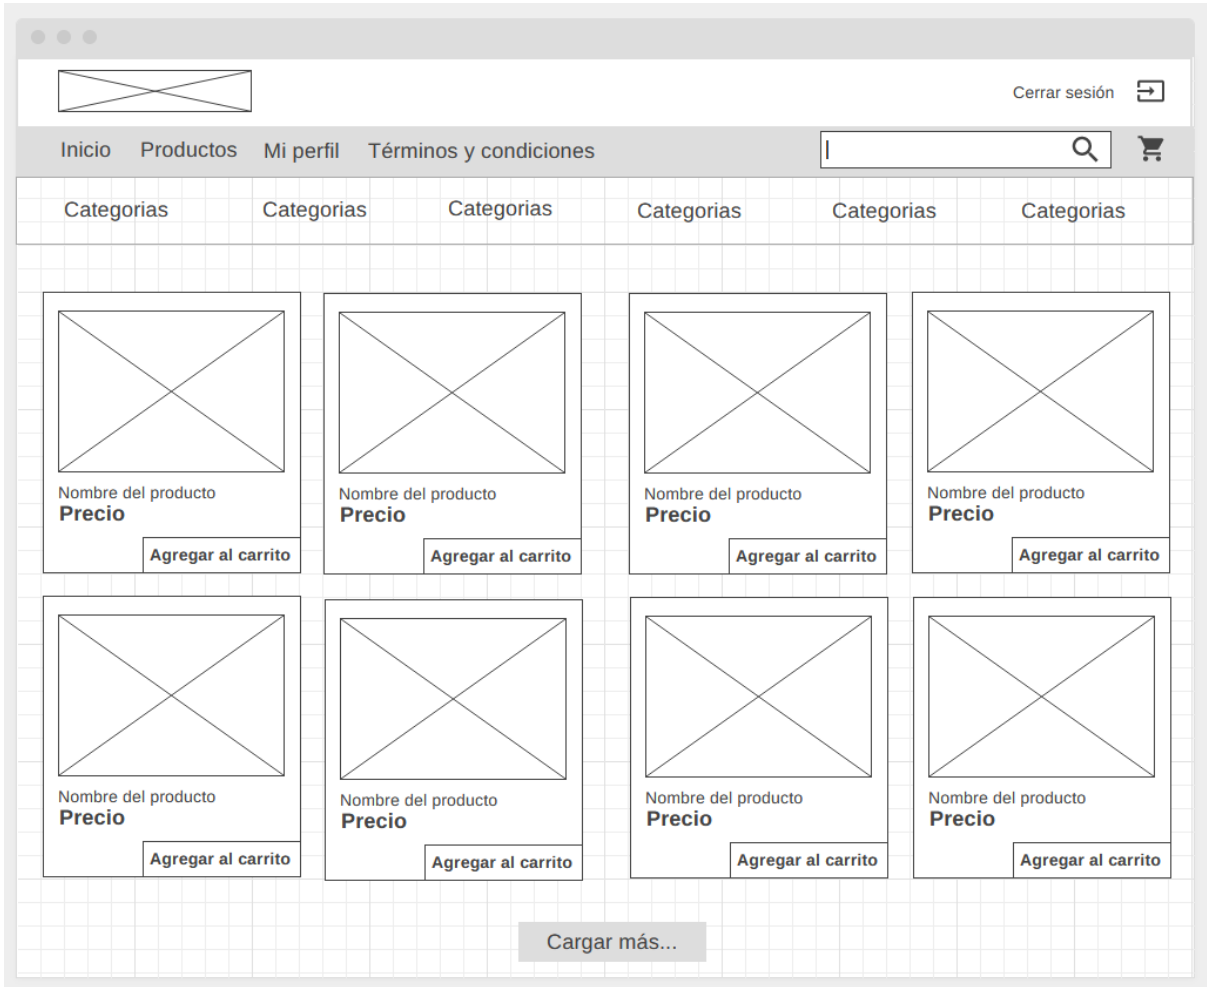 Cerrar sesión
Inicio Productos Mi perfil Términos y condiciones
Categorias Categorias Categorias Categorias Categorias Categorias
Nombre del producto Nombre del producto Nombre del producto Nombre del producto
Precio Precio Precio Precio
Agregar al carrito Agregar al carrito Agregar al carrito Agregar al carrito
Nombre del producto Nombre del producto Nombre del producto Nombre del producto
Precio Precio Precio Precio
Agregar al carrito Agregar al carrito Agregar al carrito Agregar al carrito
Cargar más...